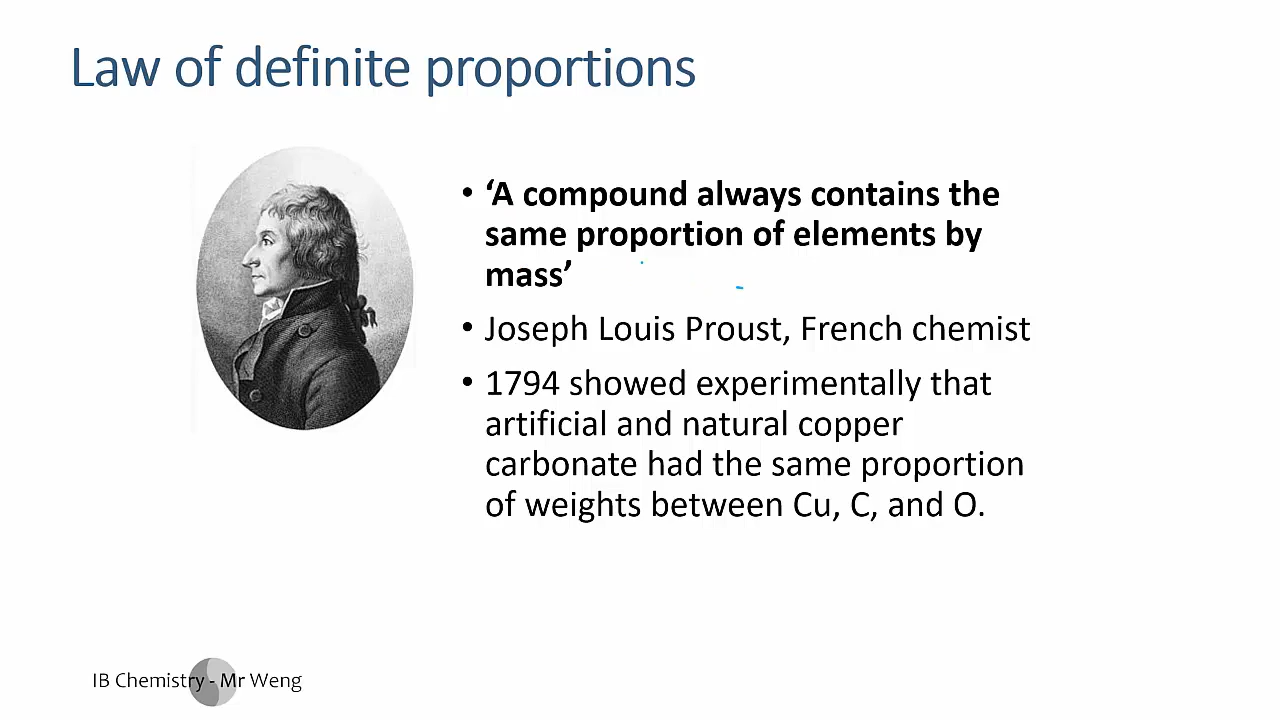 Law of definite proportions
• ‘A compound always contains the
same proportion of elements by
mass’
• Joseph Louis Proust, French chemist
• 1794 showed experimentally that
artificial and natural copper
carbonate had the same proportion
of weights between Cu, C, and O.
IB Chemistry - Mr Weng